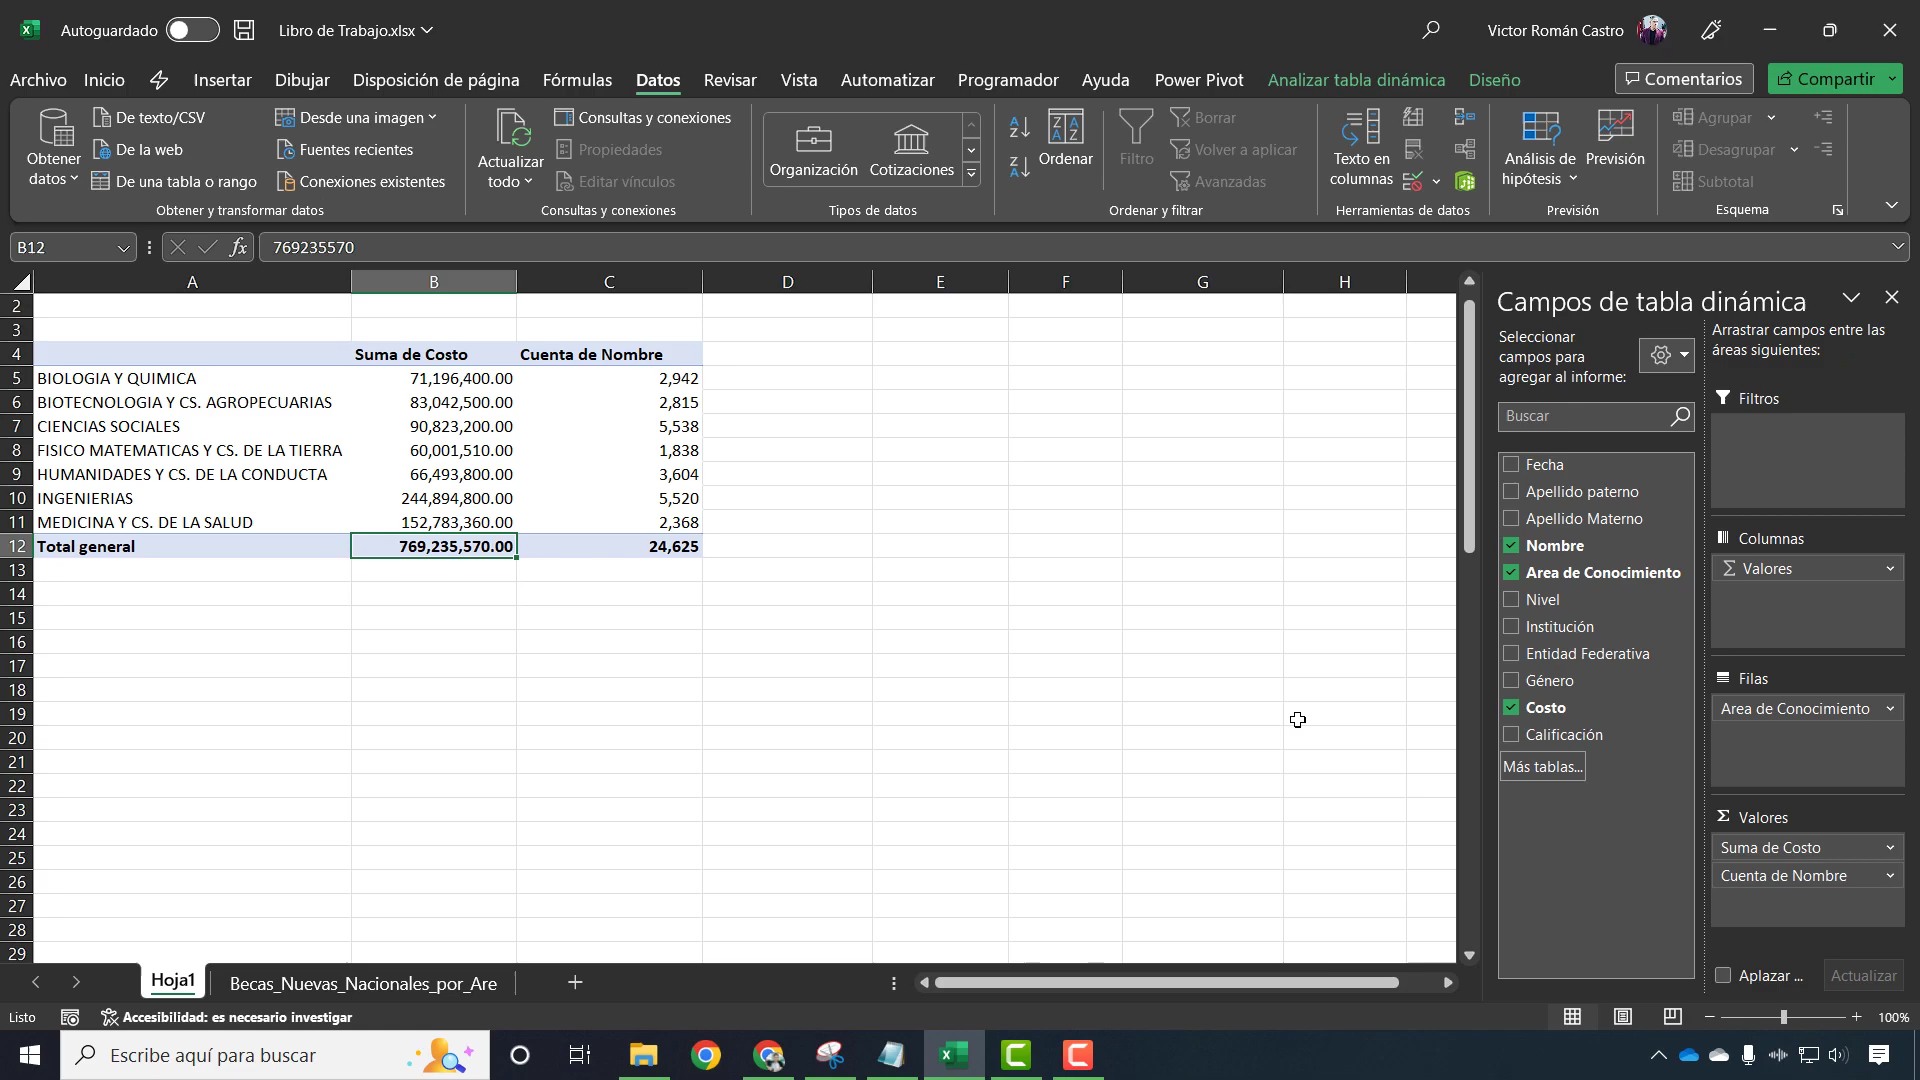 Autoguardado
Libro de Trabajo.xlsx
Victor Román Castro
Archivo Inicio Insertar Dibujar Disposición de página Fórmulas Datos Revisar Vista Automatizar Programador Ayuda Power Pivot Analizar tabla dinámica Diseño
Comentarios
Compartir
Obtener datos
De texto/CSV
De la web
De una tabla o rango
Desde una imagen
Fuentes recientes
Conexiones existentes
Obtener y transformar datos
Actualizar todo
Consultas y conexiones
Propiedades
Editar vínculos
Consultas y conexiones
Organización
Cotizaciones
Tipos de datos
Ordenar
Filtro
Borrar
Volver a aplicar
Avanzadas
Ordenar y filtrar
Texto en columnas
Herramientas de datos
Análisis de hipótesis
Previsión
Previsión
Agrupar
Desagrupar
Subtotal
Esquema
B12
fx
769235570
A B C D E F G H
2
3
4 Suma de Costo Cuenta de Nombre
5 BIOLOGIA Y QUIMICA 71,196,400.00 2,942
6 BIOTECNOLOGIA Y CS. AGROPECUARIAS 83,042,500.00 2,815
7 CIENCIAS SOCIALES 90,823,200.00 5,538
8 FISICO MATEMATICAS Y CS. DE LA TIERRA 60,001,510.00 1,838
9 HUMANIDADES Y CS. DE LA CONDUCTA 66,493,800.00 3,604
10 INGENIERIAS 244,894,800.00 5,520
11 MEDICINA Y CS. DE LA SALUD 152,783,360.00 2,368
12 Total general 769,235,570.00 24,625
13
14
15
16
17
18
19
20
21
22
23
24
25
26
27
28
29
Campos de tabla dinámica
Seleccionar
campos para
agregar al informe:
Buscar
Fecha
Apellido paterno
Apellido Materno
Nombre
Area de Conocimiento
Nivel
Institución
Entidad Federativa
Género
Costo
Calificación
Más tablas...
Arrastrar campos entre las
áreas siguientes:
Filtros
Columnas
Σ Valores
Filas
Area de Conocimiento
Σ Valores
Suma de Costo
Cuenta de Nombre
Aplazar ...
Actualizar
Hoja1
Becas_Nuevas_Nacionales_por_Are
Listo
Accesibilidad: es necesario investigar
100%
Escribe aquí para buscar